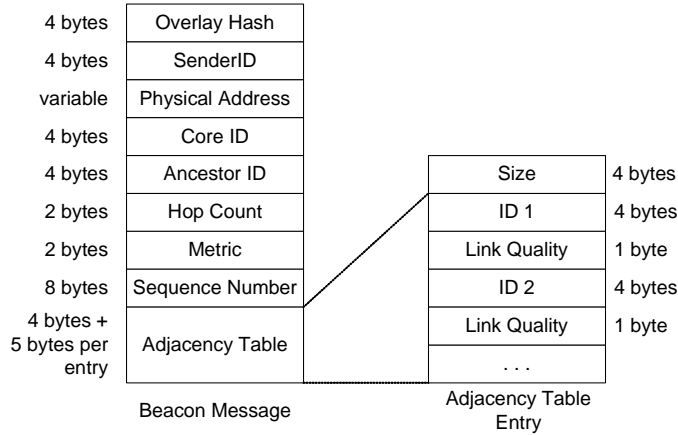 4 bytes Overlay Hash
4 bytes SenderID
variable Physical Address
4 bytes Core ID
4 bytes Ancestor ID
2 bytes Hop Count
2 bytes Metric
8 bytes Sequence Number
4 bytes +
5 bytes per
entry
Adjacency Table
Beacon Message
Size 4 bytes
ID 1 4 bytes
Link Quality 1 byte
ID 2 4 bytes
Link Quality 1 byte
. . .
Adjacency Table
Entry